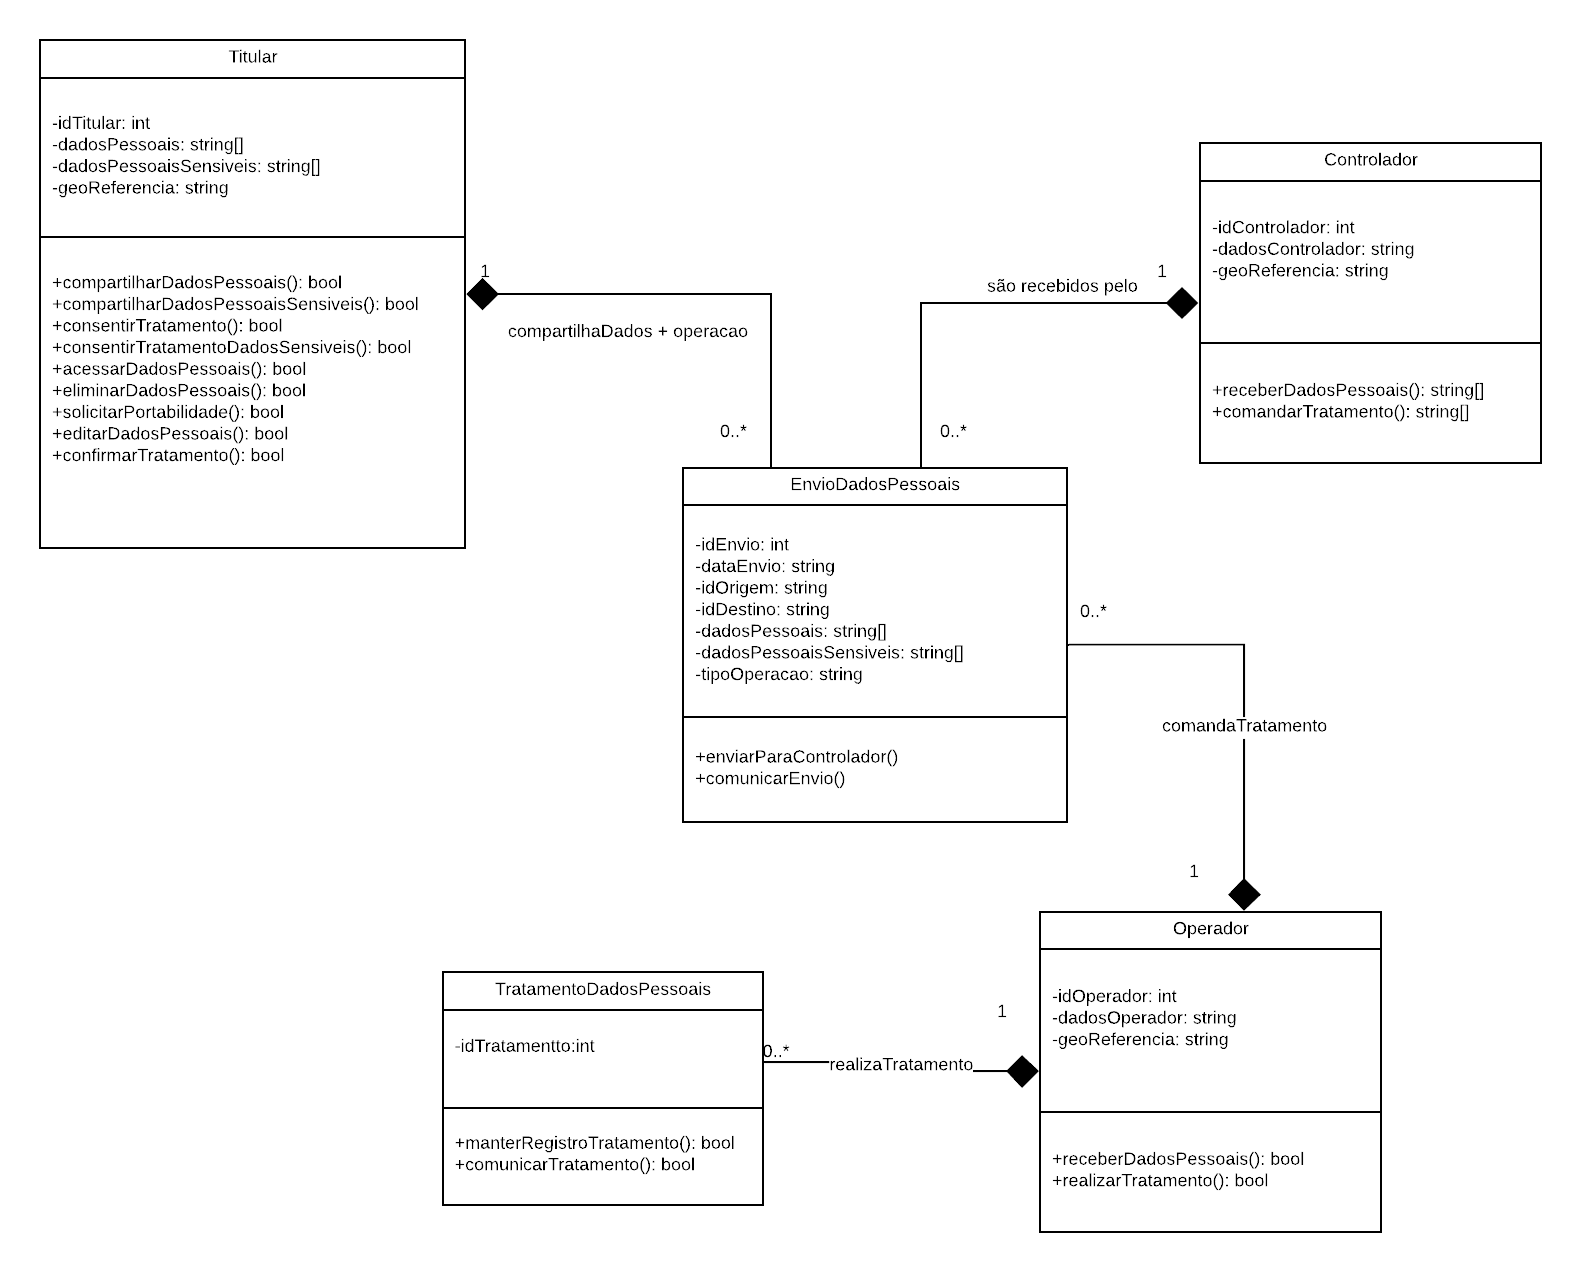 Titular
-idTitular: int
-dadosPessoais: string[]
-dadosPessoaisSensiveis: string[]
-geoReferencia: string
+compartilharDadosPessoais(): bool
+compartilharDadosPessoaisSensiveis(): bool
+consentirTratamento(): bool
+consentirTratamentoDadosSensiveis(): bool
+acessarDadosPessoais(): bool
+eliminarDadosPessoais(): bool
+solicitarPortabilidade(): bool
+editarDadosPessoais(): bool
+confirmarTratamento(): bool
1
compartilhaDados + operacao
0..*
Controlador
-idControlador: int
-dadosControlador: string
-geoReferencia: string
+receberDadosPessoais(): string[]
+comandarTratamento(): string[]
1
são recebidos pelo
0..*
EnvioDadosPessoais
-idEnvio: int
-dataEnvio: string
-idOrigem: string
-idDestino: string
-dadosPessoais: string[]
-dadosPessoaisSensiveis: string[]
-tipoOperacao: string
+enviarParaControlador()
+comunicarEnvio()
0..*
comandaTratamento
1
Operador
-idOperador: int
-dadosOperador: string
-geoReferencia: string
+receberDadosPessoais(): bool
+realizarTratamento(): bool
1
realizaTratamento
0..*
TratamentoDadosPessoais
-idTratamentto:int
+manterRegistroTratamento(): bool
+comunicarTratamento(): bool